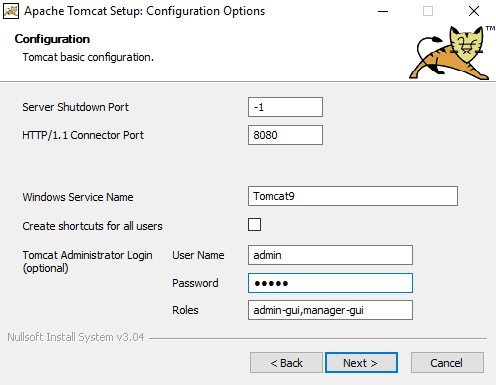 Apache Tomcat Setup: Configuration Options
Configuration
Tomcat basic configuration.
TM
Server Shutdown Port
-1
HTTP/1.1 Connector Port
8080
Windows Service Name
Tomcat9
Create shortcuts for all users
Tomcat Administrator Login
(optional)
User Name
admin
Password
●●●●●
Roles
admin-gui,manager-gui
Nullsoft Install System v3.04
< Back
Next >
Cancel